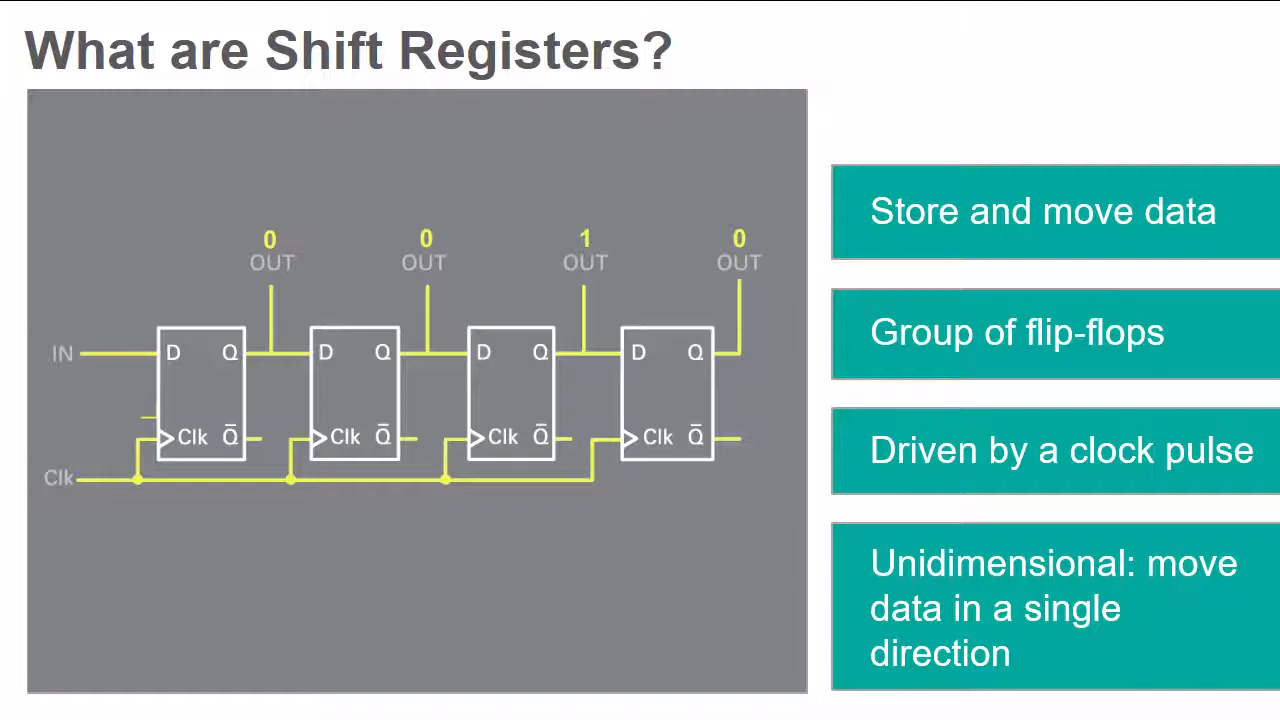 What are Shift Registers?
0 0 1 0
OUT OUT OUT OUT
IN D Q D Q D Q D Q
Clk Q̅ Clk Q̅ Clk Q̅ Clk Q̅
Clk
Store and move data
Group of flip-flops
Driven by a clock pulse
Unidimensional: move
data in a single
direction